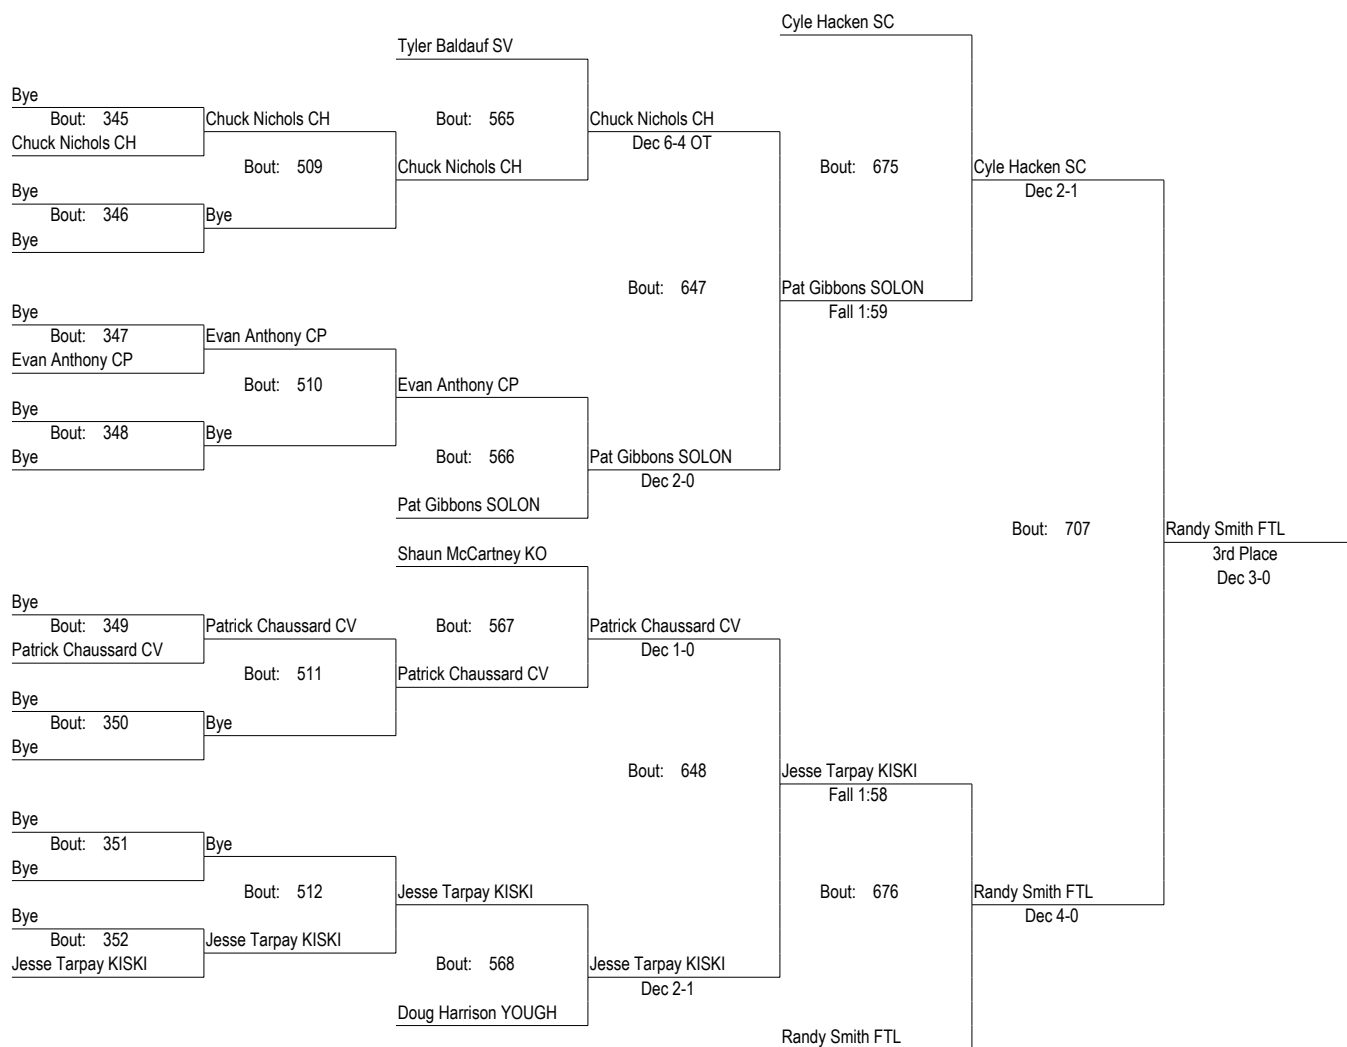 Cyle Hacken SC
Tyler Baldauf SV
Bye
Bout: 345
Chuck Nichols CH
Bout: 565
Chuck Nichols CH
Chuck Nichols CH
Dec 6-4 OT
Bout: 509
Chuck Nichols CH
Bout: 675
Cyle Hacken SC
Dec 2-1
Bye
Bout: 346
Bye
Bye
Bout: 647
Pat Gibbons SOLON
Fall 1:59
Bye
Bout: 347
Evan Anthony CP
Evan Anthony CP
Bout: 510
Evan Anthony CP
Bye
Bout: 348
Bye
Bye
Bout: 566
Pat Gibbons SOLON
Dec 2-0
Pat Gibbons SOLON
Bout: 707
Randy Smith FTL
3rd Place
Dec 3-0
Shaun McCartney KO
Bye
Bout: 349
Patrick Chaussard CV
Bout: 567
Patrick Chaussard CV
Dec 1-0
Patrick Chaussard CV
Bout: 511
Patrick Chaussard CV
Bye
Bout: 350
Bye
Bye
Bout: 648
Jesse Tarpay KISKI
Fall 1:58
Bye
Bout: 351
Bye
Bye
Bout: 512
Jesse Tarpay KISKI
Bout: 676
Randy Smith FTL
Dec 4-0
Bye
Bout: 352
Jesse Tarpay KISKI
Jesse Tarpay KISKI
Bout: 568
Jesse Tarpay KISKI
Dec 2-1
Doug Harrison YOUGH
Randy Smith FTL